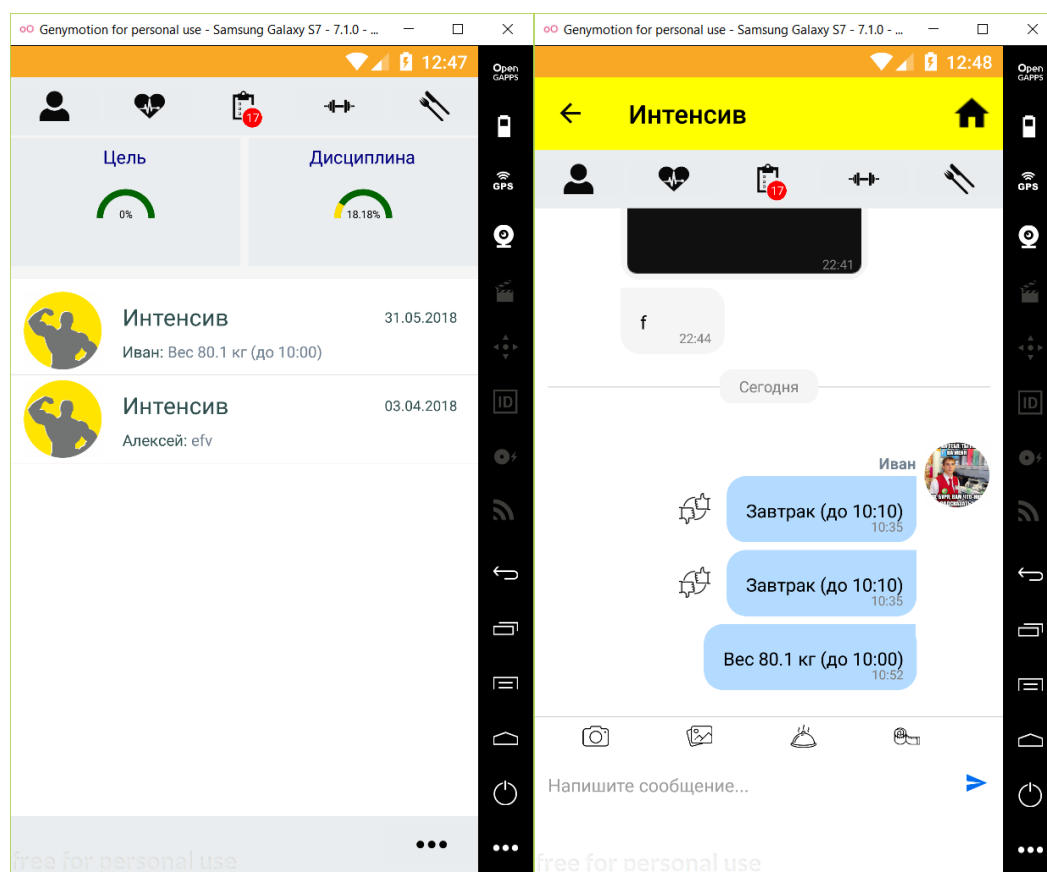 Genymotion for personal use - Samsung Galaxy S7 - 7.1.0 - ...
12:47
Open
GAPPS
17
Цель
Дисциплина
0%
18.18%
GPS
Интенсив
31.05.2018
Иван: Вес 80.1 кг (до 10:00)
Интенсив
03.04.2018
Алексей: efv
ID
free for personal use
Genymotion for personal use - Samsung Galaxy S7 - 7.1.0 - ...
12:48
Open
GAPPS
Интенсив
17
GPS
22:41
f
22:44
Сегодня
ID
Иван
Завтрак (до 10:10)
10:35
Завтрак (до 10:10)
10:35
Вес 80.1 кг (до 10:00)
10:52
Напишите сообщение...
free for personal use